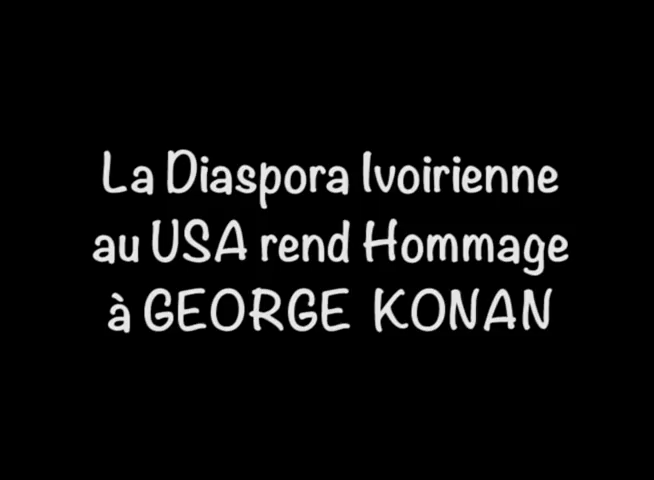 La Diaspora Ivoirienne
au USA rend Hommage
à GEORGE KONAN